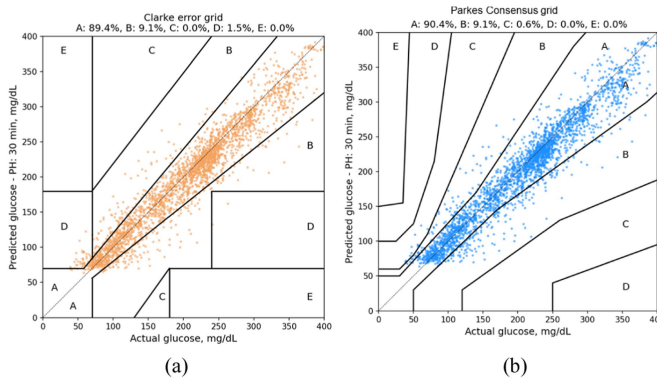 Clarke error grid
A: 89.4%, B: 9.1%, C: 0.0%, D: 1.5%, E: 0.0%
Predicted glucose - PH: 30 min, mg/dL
400
350
300
250
200
150
100
50
0
E
C
B
B
D
D
A
A
C
E
0
50
100
150
200
250
300
350
400
Actual glucose, mg/dL
(a)
Parkes Consensus grid
A: 90.4%, B: 9.1%, C: 0.6%, D: 0.0%, E: 0.0%
Predicted glucose - PH: 30 min, mg/dL
400
350
300
250
200
150
100
50
0
E
D
C
B
A
A
B
C
D
0
50
100
150
200
250
300
350
400
Actual glucose, mg/dL
(b)